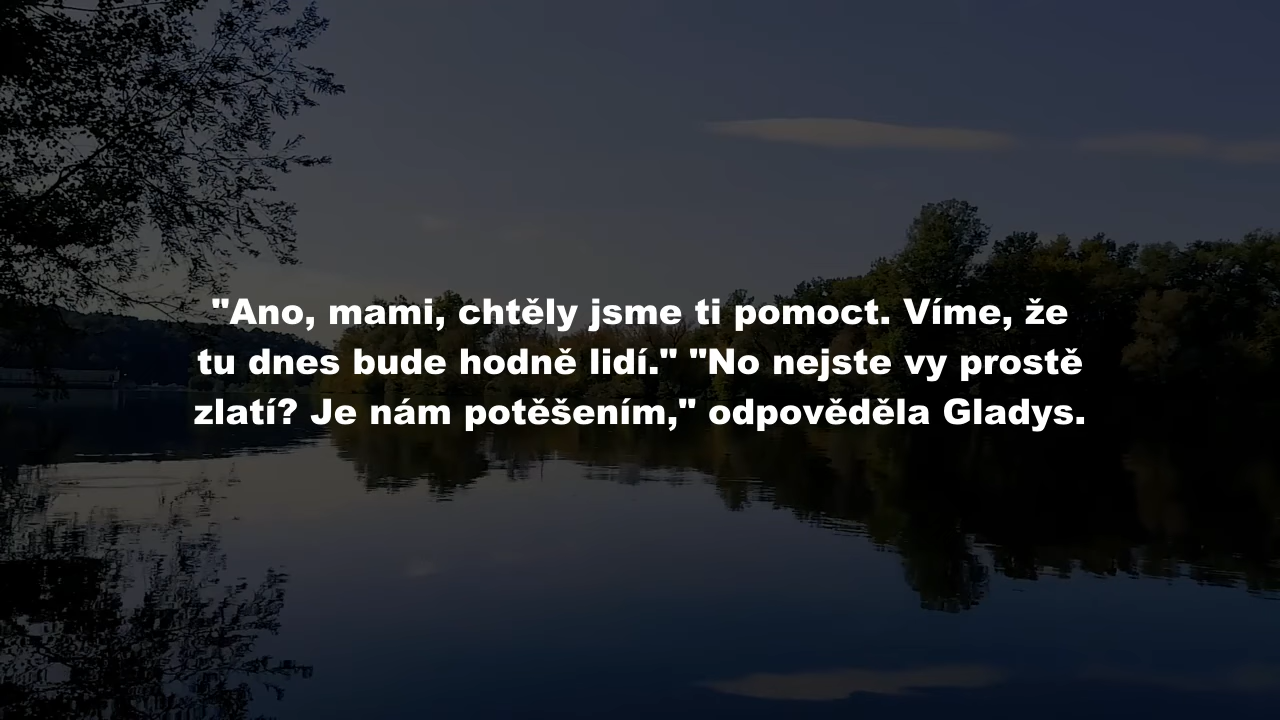 "Ano, mami, chtěly jsme ti pomoct. Víme, že
tu dnes bude hodně lidí." "No nejste vy prostě
zlatí? Je nám potěšením," odpověděla Gladys.